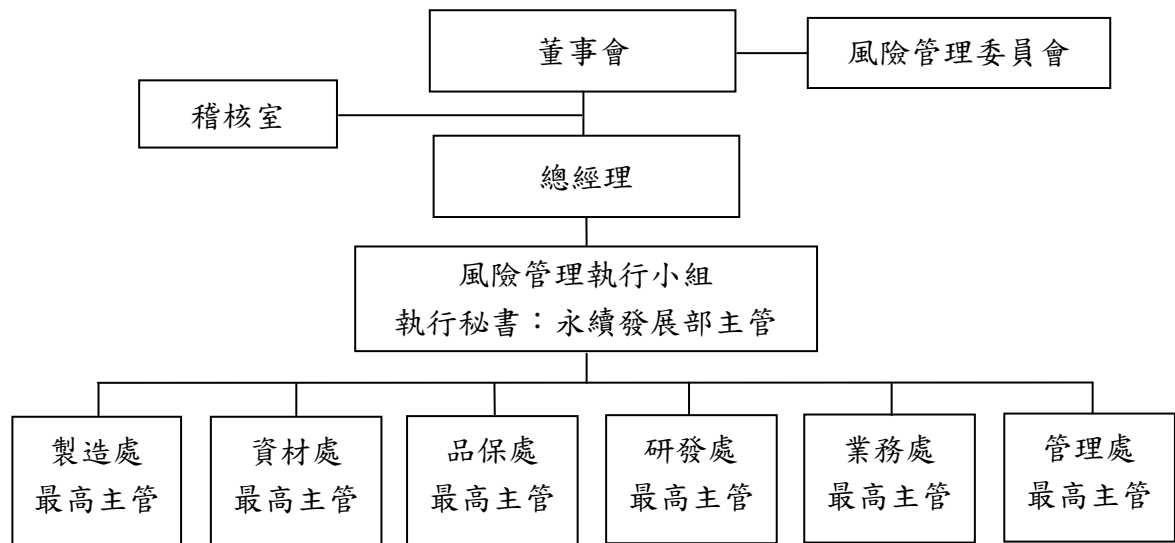 董事會
風險管理委員會
稽核室
總經理
風險管理執行小組
執行秘書：永續發展部主管
製造處
最高主管
資材處
最高主管
品保處
最高主管
研發處
最高主管
業務處
最高主管
管理處
最高主管